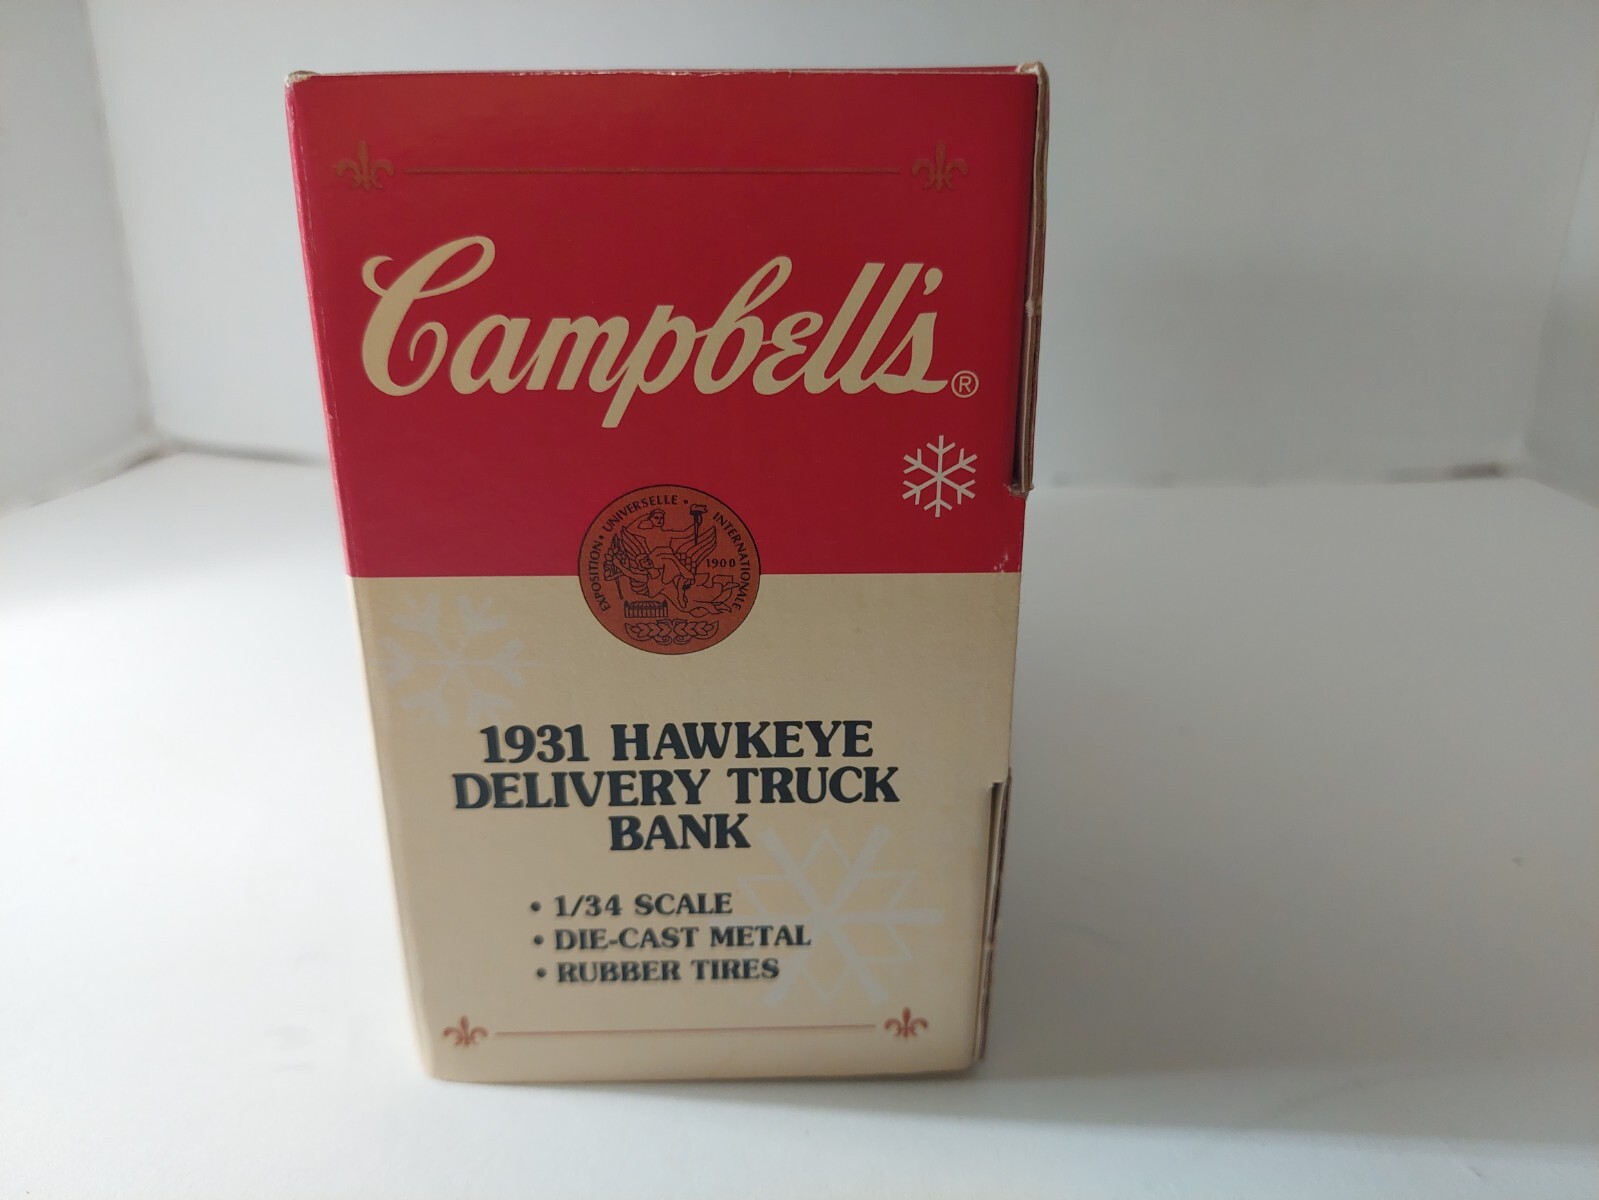 Campbell's®
EXPOSITION • UNIVERSELLE • INTERNATIONALE
1900
1931 HAWKEYE
DELIVERY TRUCK
BANK
• 1/34 SCALE
• DIE-CAST METAL
• RUBBER TIRES